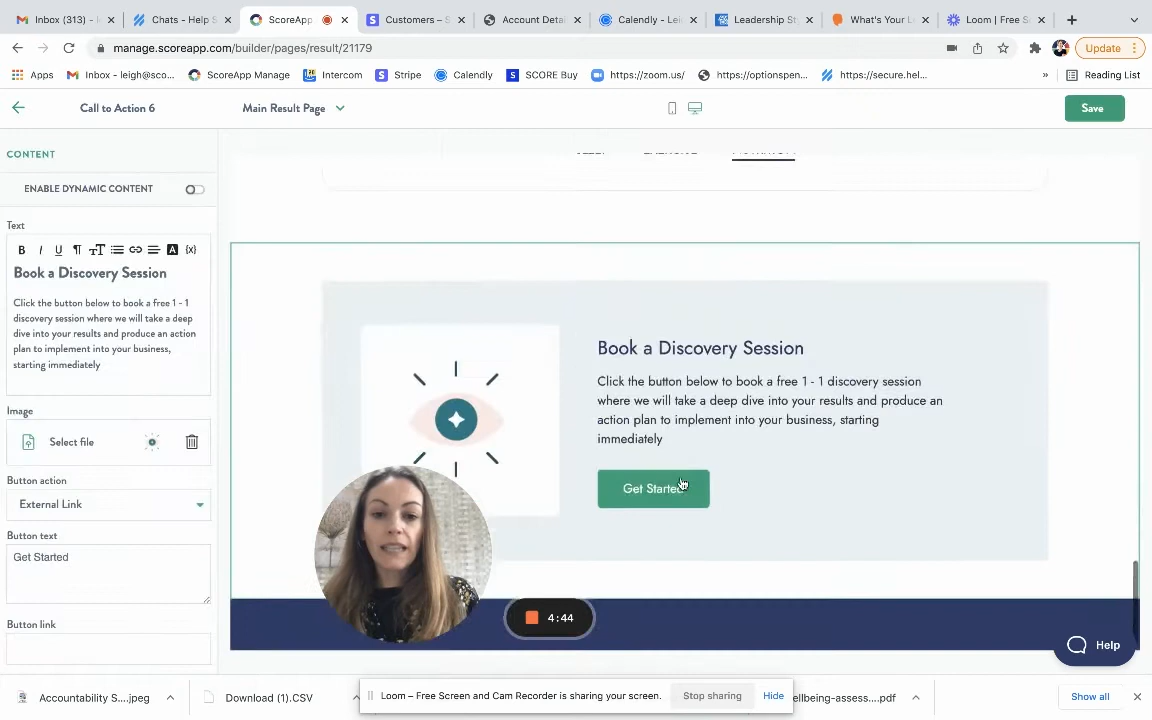 Inbox (313) - l
Chats - Help S
ScoreApp
Customers – S
Account Detai
Calendly - Lei
Leadership St
What's Your L
Loom | Free S
manage.scoreapp.com/builder/pages/result/21179
Update
Apps
Inbox - leigh@sco...
ScoreApp Manage
Intercom
Stripe
Calendly
SCORE Buy
https://zoom.us/
https://optionspen...
https://secure.hel...
»
Reading List
Call to Action 6
Main Result Page
Save
CONTENT
ENABLE DYNAMIC CONTENT
Text
B I U ¶ TT A {x}
Book a Discovery Session
Click the button below to book a free 1 - 1
discovery session where we will take a deep
dive into your results and produce an action
plan to implement into your business,
starting immediately
Image
Select file
Button action
External Link
Button text
Get Started
Button link
Book a Discovery Session
Click the button below to book a free 1 - 1 discovery session
where we will take a deep dive into your results and produce an
action plan to implement into your business, starting
immediately
Get Started
4:44
Help
Accountability S....jpeg
Download (1).CSV
Loom – Free Screen and Cam Recorder is sharing your screen.
Stop sharing
Hide
ellbeing-assess....pdf
Show all